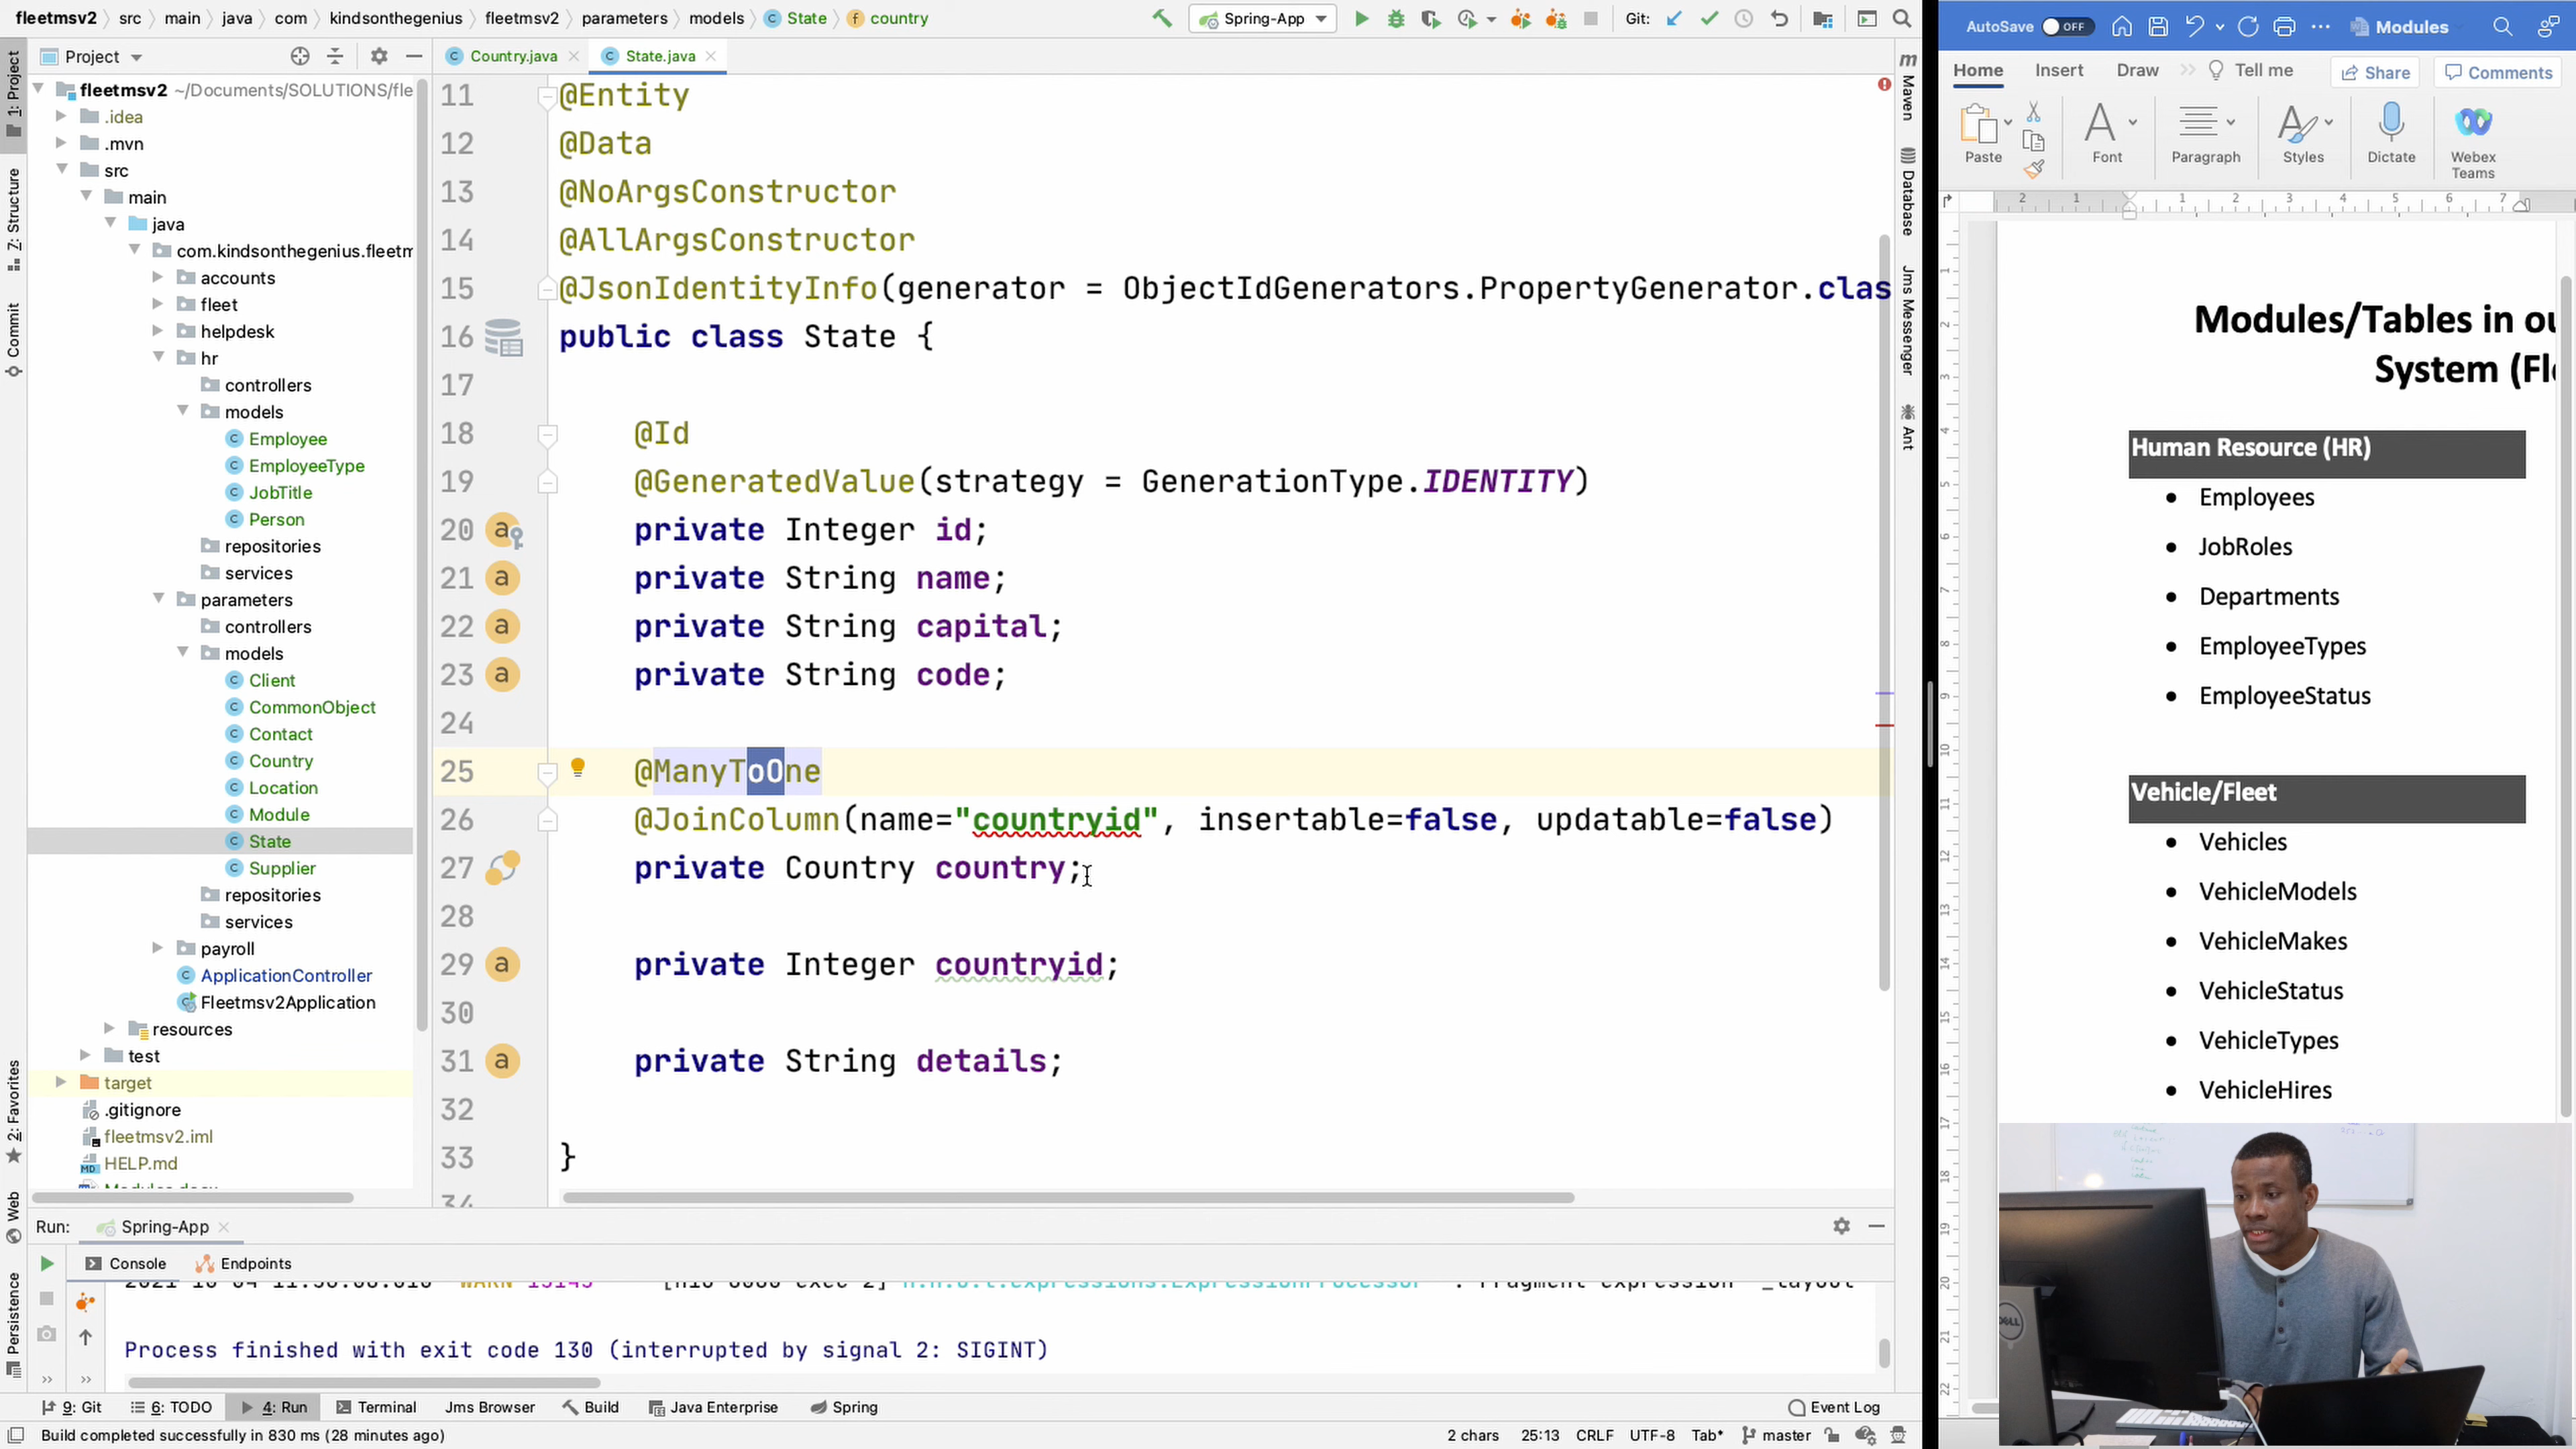 fleetmsv2 src main java com kindsonthegenius fleetmsv2 parameters models State country
Spring-App Git:
AutoSave OFF Modules
Project
Country.java State.java
Home Insert Draw Tell me Share Comments
Paste Font Paragraph Styles Dictate Webex Teams
1: Project
Z: Structure
Commit
2: Favorites
Web
Persistence
fleetmsv2 ~/Documents/SOLUTIONS/fle
.idea
.mvn
src
main
java
com.kindsonthegenius.fleetm
accounts
fleet
helpdesk
hr
controllers
models
Employee
EmployeeType
JobTitle
Person
repositories
services
parameters
controllers
models
Client
CommonObject
Contact
Country
Location
Module
State
Supplier
repositories
services
payroll
ApplicationController
Fleetmsv2Application
resources
test
target
.gitignore
fleetmsv2.iml
HELP.md
Modules.docx
11 @Entity
12 @Data
13 @NoArgsConstructor
14 @AllArgsConstructor
15 @JsonIdentityInfo(generator = ObjectIdGenerators.PropertyGenerator.clas
16 public class State {
17
18 @Id
19 @GeneratedValue(strategy = GenerationType.IDENTITY)
20 private Integer id;
21 private String name;
22 private String capital;
23 private String code;
24
25 @ManyToOne
26 @JoinColumn(name="countryid", insertable=false, updatable=false)
27 private Country country;
28
29 private Integer countryid;
30
31 private String details;
32
33 }
34
Maven
Database
Jms Messenger
Ant
Modules/Tables in ou
System (Fle
Human Resource (HR)
• Employees
• JobRoles
• Departments
• EmployeeTypes
• EmployeeStatus
Vehicle/Fleet
• Vehicles
• VehicleModels
• VehicleMakes
• VehicleStatus
• VehicleTypes
• VehicleHires
DELL
Run: Spring-App
Console Endpoints
Process finished with exit code 130 (interrupted by signal 2: SIGINT)
9: Git 6: TODO 4: Run Terminal Jms Browser Build Java Enterprise Spring Event Log
Build completed successfully in 830 ms (28 minutes ago) 2 chars 25:13 CRLF UTF-8 Tab* master